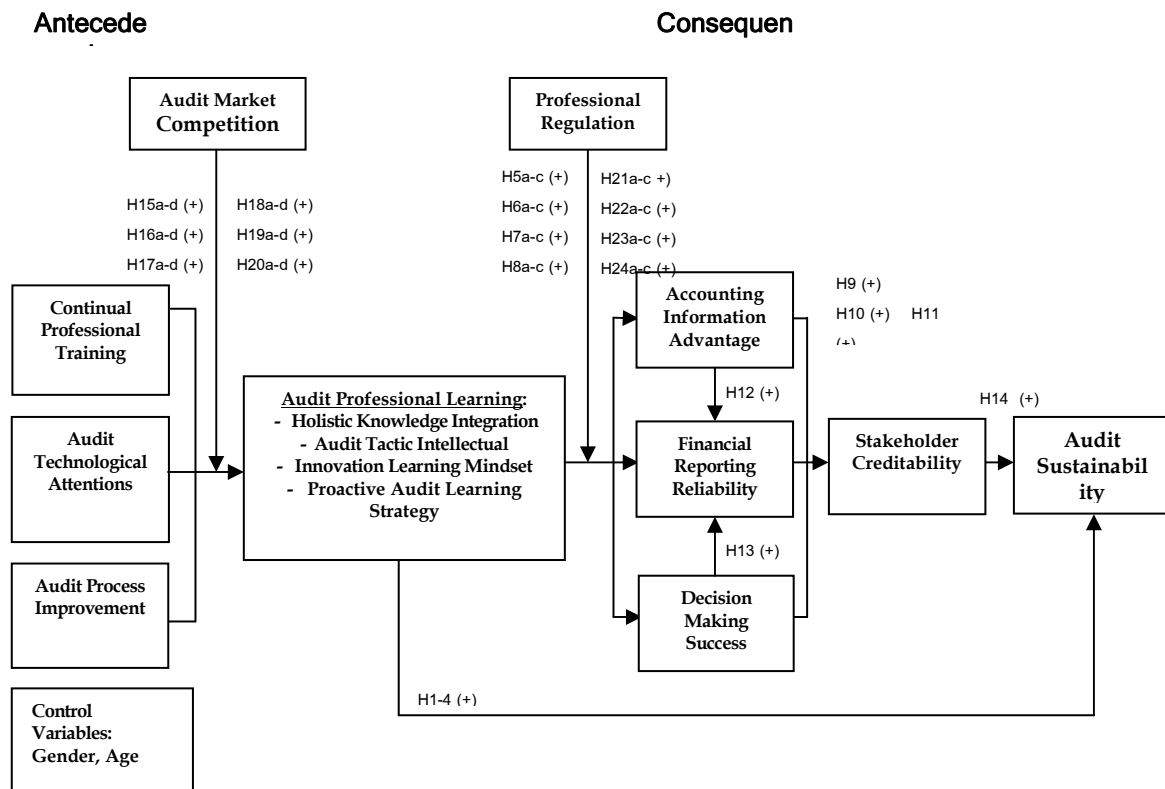 Antecede
Consequen
Audit Market
Competition
Professional
Regulation
H15a-d (+) H18a-d (+)
H16a-d (+) H19a-d (+)
H17a-d (+) H20a-d (+)
H5a-c (+) H21a-c +)
H6a-c (+) H22a-c (+)
H7a-c (+) H23a-c (+)
H8a-c (+) H24a-c (+)
Continual
Professional
Training
Audit
Technological
Attentions
Audit Process
Improvement
Control
Variables:
Gender, Age
Audit Professional Learning:
- Holistic Knowledge Integration
- Audit Tactic Intellectual
- Innovation Learning Mindset
- Proactive Audit Learning
Strategy
H1-4 (+)
Accounting
Information
Advantage
H12 (+)
Financial
Reporting
Reliability
H13 (+)
Decision
Making
Success
H9 (+)
H10 (+) H11
(+)
Stakeholder
Creditability
H14 (+)
Audit
Sustainabil
ity